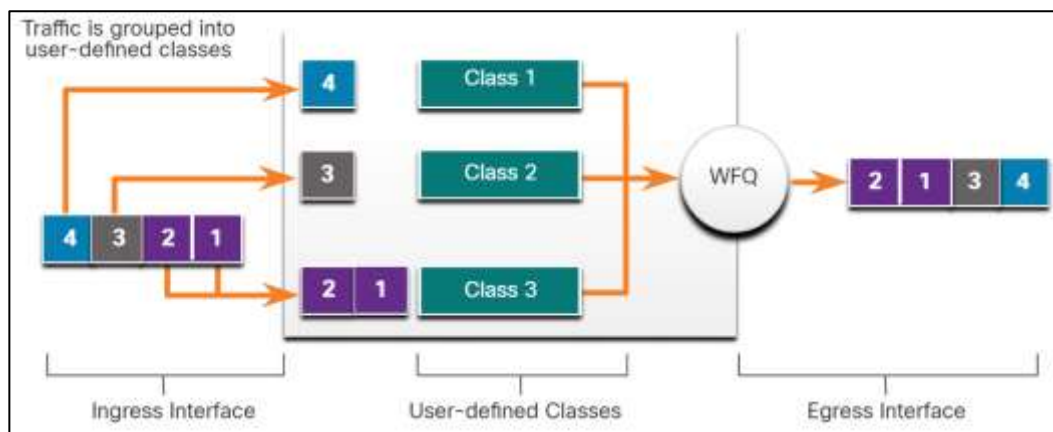 Traffic is grouped into
user-defined classes
4
Class 1
3
Class 2
WFQ
2 1 3 4
4 3 2 1
2 1
Class 3
Ingress Interface
User-defined Classes
Egress Interface